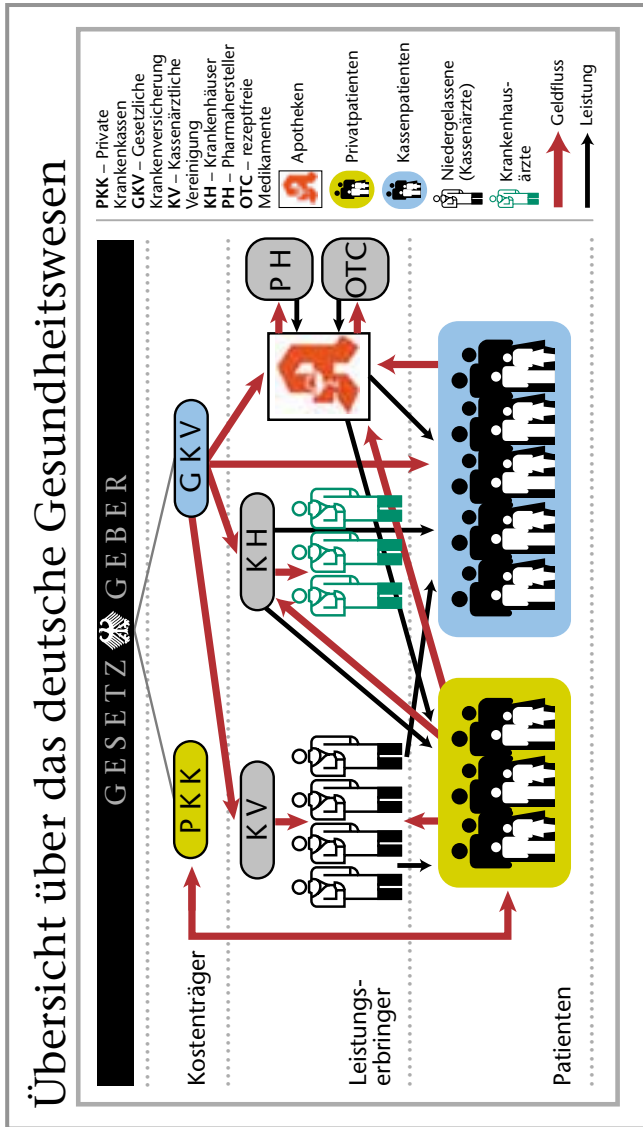 Übersicht über das deutsche Gesundheitswesen
GESETZ GEBER
Kostenträger
PKK
GKV
Leistungs-
erbringer
KV
KH
PH
OTC
Patienten
PKK – Private
Krankenkassen
GKV – Gesetzliche
Krankenversicherung
KV – Kassenärztliche
Vereinigung
KH – Krankenhäuser
PH – Pharmahersteller
OTC – rezeptfreie
Medikamente
Apotheken
Privatpatienten
Kassenpatienten
Niedergelassene
(Kassenärzte)
Krankenhaus-
ärzte
Geldfluss
Leistung